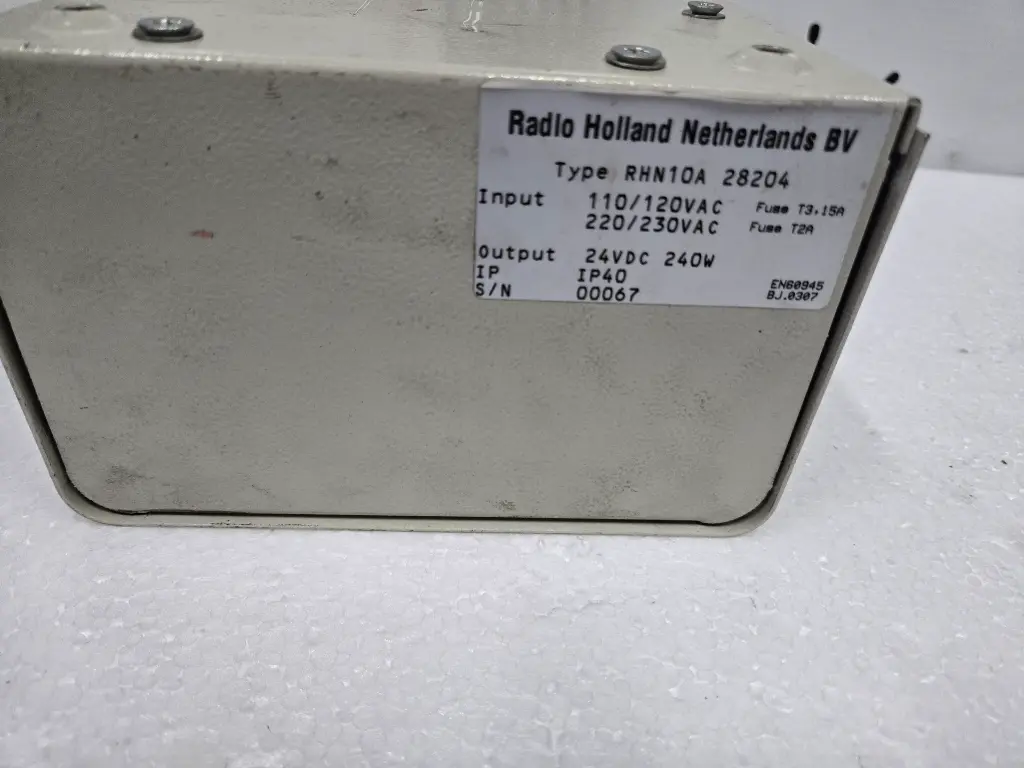 Radio Holland Netherlands BV
Type RHN10A 28204
Input 110/120VAC Fuse T3,15A
220/230VAC Fuse T2A
Output 24VDC 240W
IP IP40
S/N 00067
EN60945
BJ.0307